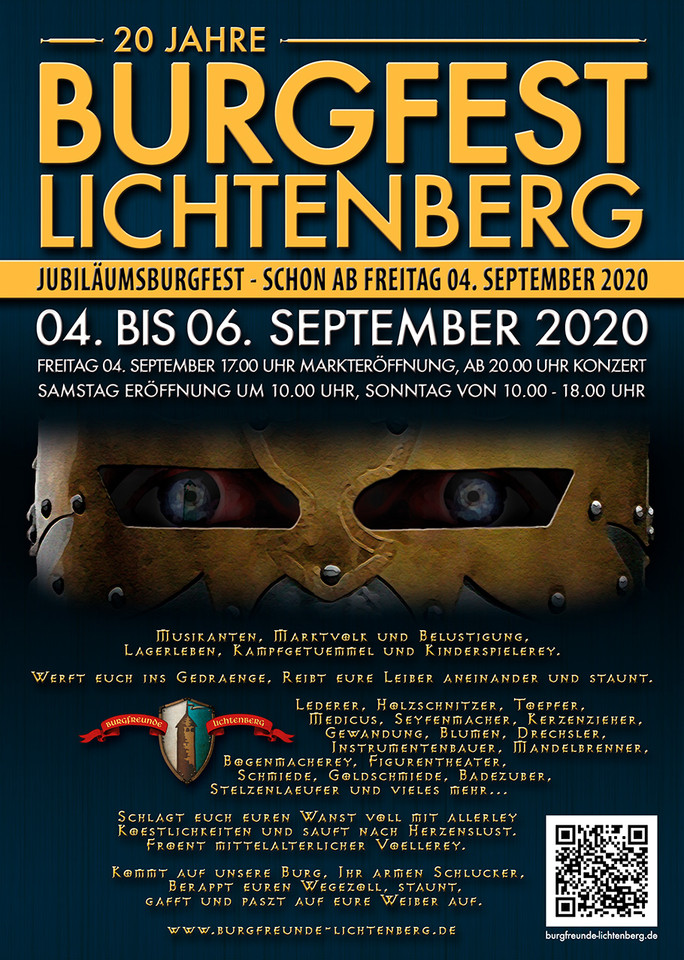 20 JAHRE
BURGFEST
LICHTENBERG
JUBILÄUMSBURGFEST - SCHON AB FREITAG 04. SEPTEMBER 2020
04. BIS 06. SEPTEMBER 2020
FREITAG 04. SEPTEMBER 17.00 UHR MARKTERÖFFNUNG, AB 20.00 UHR KONZERT
SAMSTAG ERÖFFNUNG UM 10.00 UHR, SONNTAG VON 10.00 - 18.00 UHR
Musikanten, Marktvolk und Belustigung,
Lagerleben, Kampfgetuemmel und Kinderspielerey.
Werft euch ins Gedraenge, Reibt eure Leiber aneinander und staunt.
Burgfreunde Lichtenberg
Lederer, Holzschnitzer, Toepfer,
Medicus, Seyfenmacher, Kerzenzieher,
Gewandung, Blumen, Drechsler,
Instrumentenbauer, Mandelbrenner,
Bogenmacherey, Figurentheater,
Schmiede, Goldschmiede, Badezuber,
Stelzenlaeufer und vieles mehr...
Schlagt euch euren Wanst voll mit allerley
Koestlichkeiten und sauft nach Herzenslust.
Froent mittelalterlicher Voellerey.
Kommt auf unsere Burg, Ihr armen Schlucker,
Berappt euren Wegezoll, staunt,
gafft und paszt auf eure Weiber auf.
www.burgfreunde-lichtenberg.de
burgfreunde-lichtenberg.de